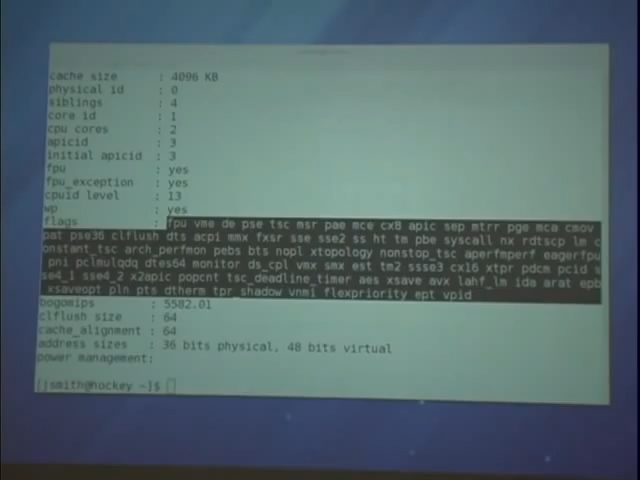 cache size : 4096 KB
physical id : 0
siblings : 4
core id : 1
cpu cores : 2
apicid : 3
initial apicid : 3
fpu : yes
fpu_exception : yes
cpuid level : 13
wp : yes
flags : fpu vme de pse tsc msr pae mce cx8 apic sep mtrr pge mca cmov
pat pse36 clflush dts acpi mmx fxsr sse sse2 ss ht tm pbe syscall nx rdtscp lm c
onstant_tsc arch_perfmon pebs bts nopl xtopology nonstop_tsc aperfmperf eagerfpu
pni pclmulqdq dtes64 monitor ds_cpl vmx smx est tm2 ssse3 cx16 xtpr pdcm pcid s
se4_1 sse4_2 x2apic popcnt tsc_deadline_timer aes xsave avx lahf_lm ida arat epb
xsaveopt pln pts dtherm tpr_shadow vnmi flexpriority ept vpid
bogomips : 5582.01
clflush size : 64
cache_alignment : 64
address sizes : 36 bits physical, 48 bits virtual
power management:
[jsmith@hockey ~]$